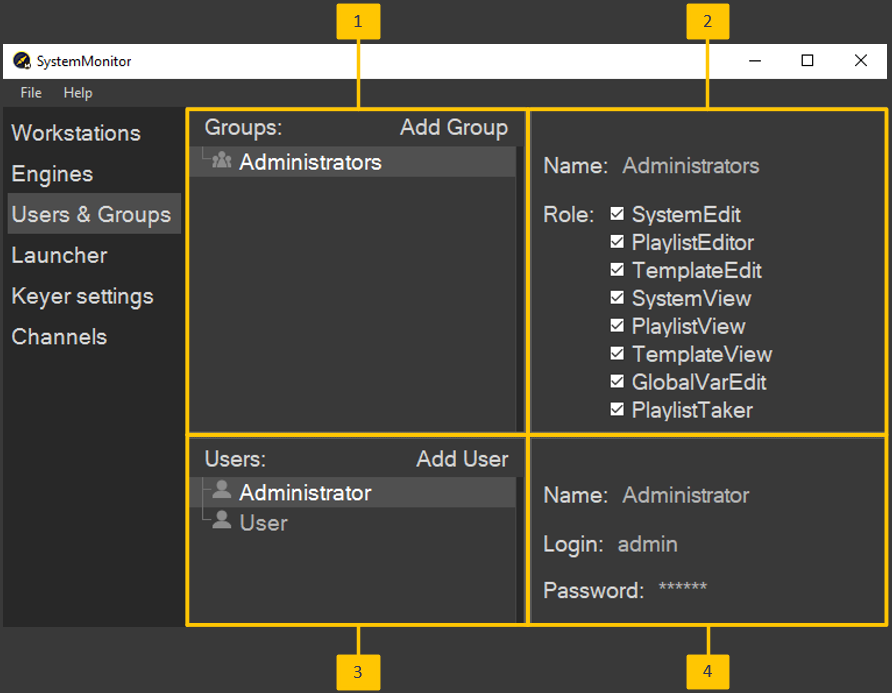 1
2
SystemMonitor
File Help
Workstations
Engines
Users & Groups
Launcher
Keyer settings
Channels
Groups: Add Group
Administrators
Name: Administrators
Role: SystemEdit
PlaylistEditor
TemplateEdit
SystemView
PlaylistView
TemplateView
GlobalVarEdit
PlaylistTaker
Users: Add User
Administrator
User
Name: Administrator
Login: admin
Password: ******
3
4